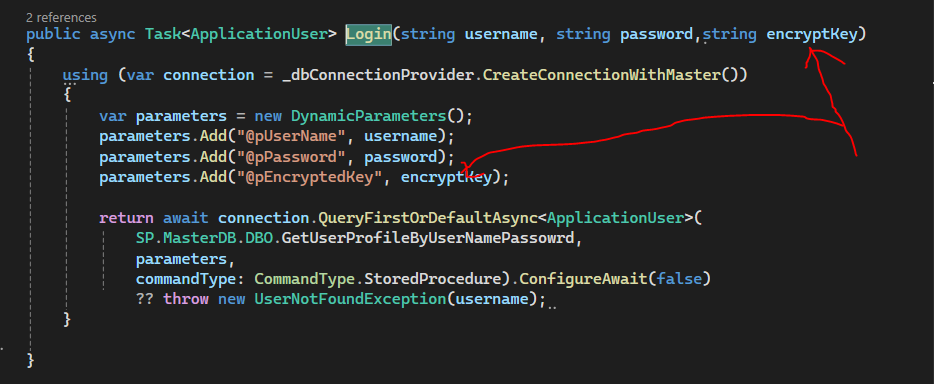 2 references
public async Task<ApplicationUser> Login(string username, string password,string encryptKey)
{
using (var connection = _dbConnectionProvider.CreateConnectionWithMaster())
{
var parameters = new DynamicParameters();
parameters.Add("@pUserName", username);
parameters.Add("@pPassword", password);
parameters.Add("@pEncryptedKey", encryptKey);
return await connection.QueryFirstOrDefaultAsync<ApplicationUser>(
SP.MasterDB.DBO.GetUserProfileByUserNamePassowrd,
parameters,
commandType: CommandType.StoredProcedure).ConfigureAwait(false)
?? throw new UserNotFoundException(username);
}
}